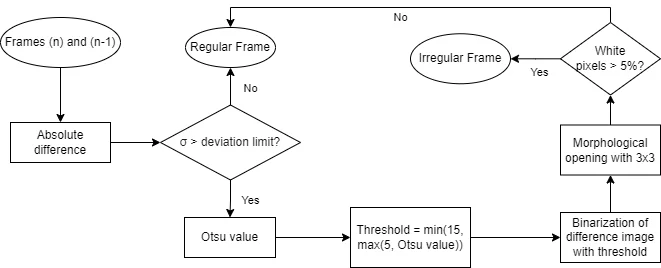 Frames (n) and (n-1)
Absolute
difference
σ > deviation limit?
No
Regular Frame
Yes
Otsu value
Threshold = min(15,
max(5, Otsu value))
Binarization of
difference image
with threshold
Morphological
opening with 3x3
White
pixels > 5%?
Yes
Irregular Frame
No